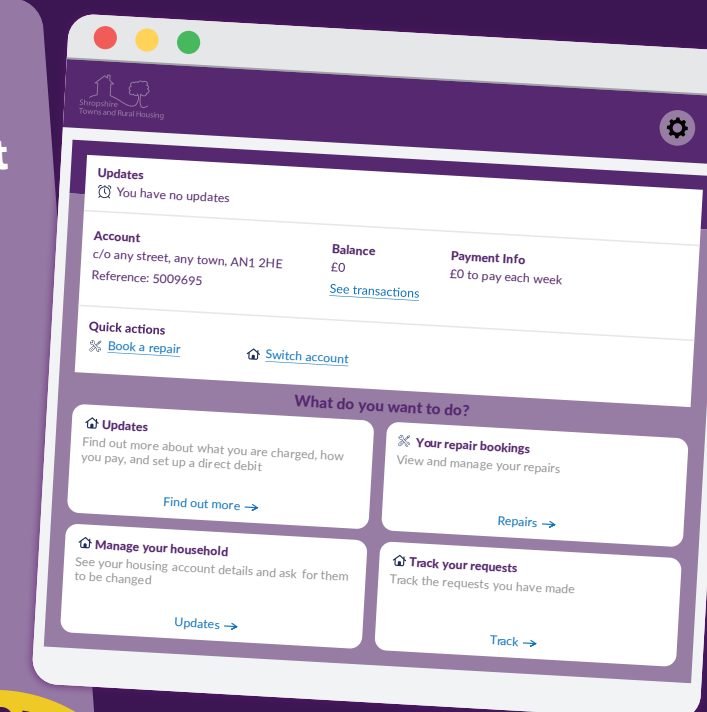 t
Shropshire
Towns and Rural Housing
Updates
You have no updates
Account
c/o any street, any town, AN1 2HE
Reference: 5009695
Balance
£0
See transactions
Payment Info
£0 to pay each week
Quick actions
Book a repair
Switch account
What do you want to do?
Updates
Find out more about what you are charged, how
you pay, and set up a direct debit
Find out more →
Your repair bookings
View and manage your repairs
Repairs →
Manage your household
See your housing account details and ask for them
to be changed
Updates →
Track your requests
Track the requests you have made
Track →